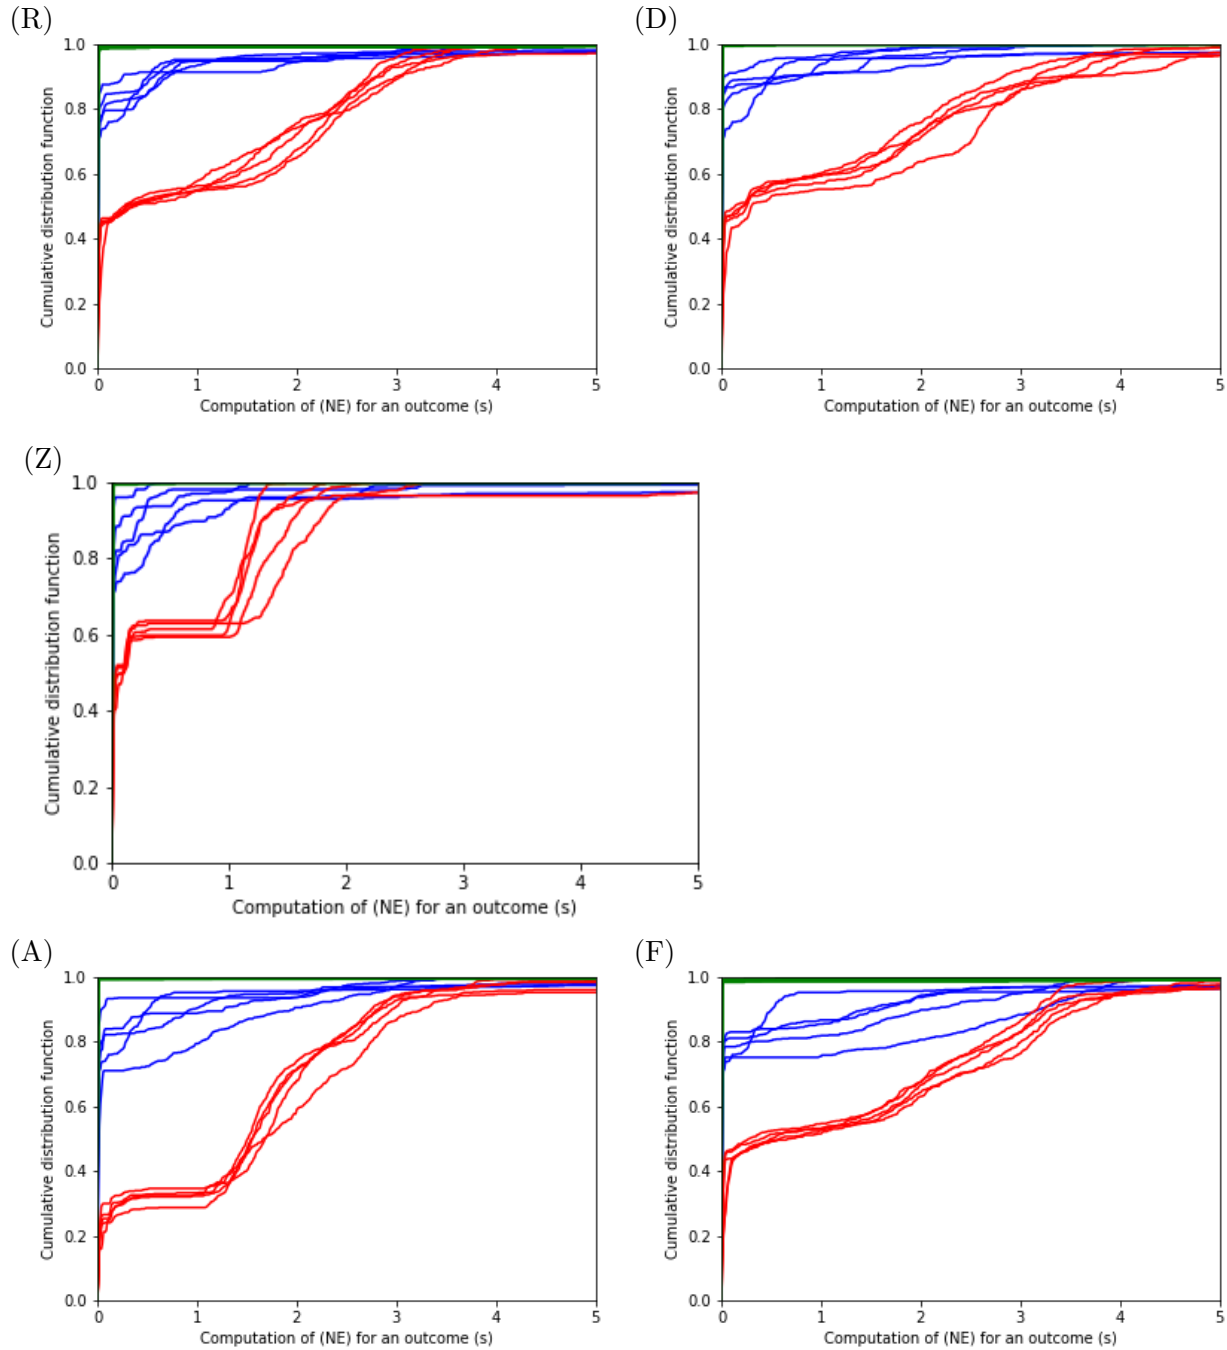 (R)
1.0
0.8
0.6
0.4
0.2
0.0
Cumulative distribution function
0 1 2 3 4 5
Computation of (NE) for an outcome (s)
(D)
1.0
0.8
0.6
0.4
0.2
0.0
Cumulative distribution function
0 1 2 3 4 5
Computation of (NE) for an outcome (s)
(Z)
1.0
0.8
0.6
0.4
0.2
0.0
Cumulative distribution function
0 1 2 3 4 5
Computation of (NE) for an outcome (s)
(A)
1.0
0.8
0.6
0.4
0.2
0.0
Cumulative distribution function
0 1 2 3 4 5
Computation of (NE) for an outcome (s)
(F)
1.0
0.8
0.6
0.4
0.2
0.0
Cumulative distribution function
0 1 2 3 4 5
Computation of (NE) for an outcome (s)